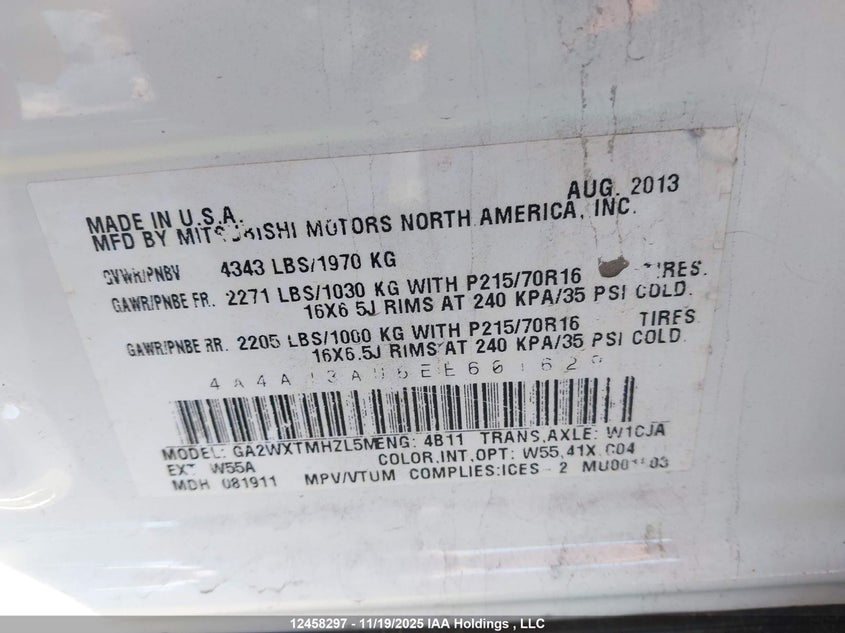 AUG. 2013
MADE IN U.S.A.
MFD BY MITSUBISHI MOTORS NORTH AMERICA, INC.
GVWR/PNBV 4343 LBS/1970 KG
GAWR/PNBE FR. 2271 LBS/1030 KG WITH P215/70R16 TIRES.
16X6.5J RIMS AT 240 KPA/35 PSI COLD.
GAWR/PNBE RR. 2205 LBS/1000 KG WITH P215/70R16 TIRES
16X6.5J RIMS AT 240 KPA/35 PSI COLD.
MODEL: GA2WXTMHZL5M ENG: 4B11 TRANS,AXLE: W1CJA
EXT W55A COLOR,INT,OPT: W55,41X,C04
MDH 081911 MPV/VTUM COMPLIES:ICES - 2
12458297 - 11/19/2025 IAA Holdings , LLC